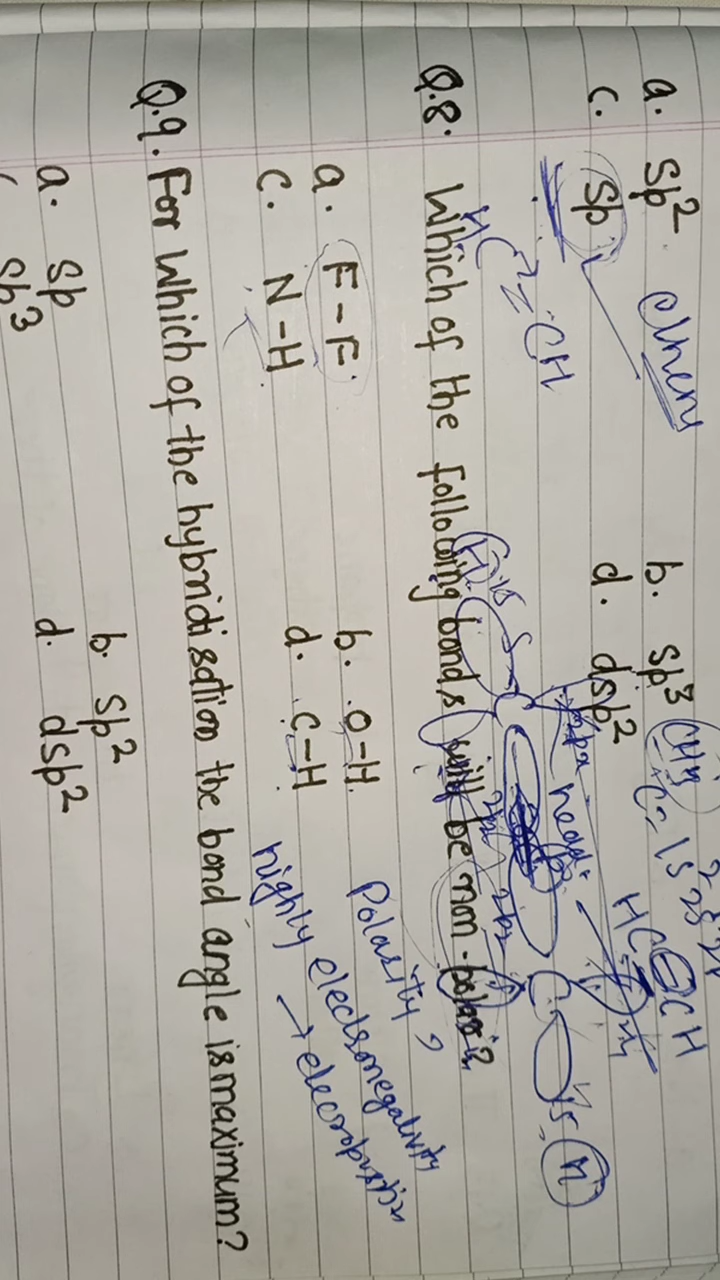 a. Sp² b. Sp³
c. Sp d. dsp²
HC≡CH
Q.8. Which of the following bonds will be non-polar?
a. F-F b. O-H
c. N-H d. C-H
Polarity,
highly electronegativity
Q.9. For which of the hybridisation the bond angle is maximum?
a. sp b. sp²
sp³ d. dsp²